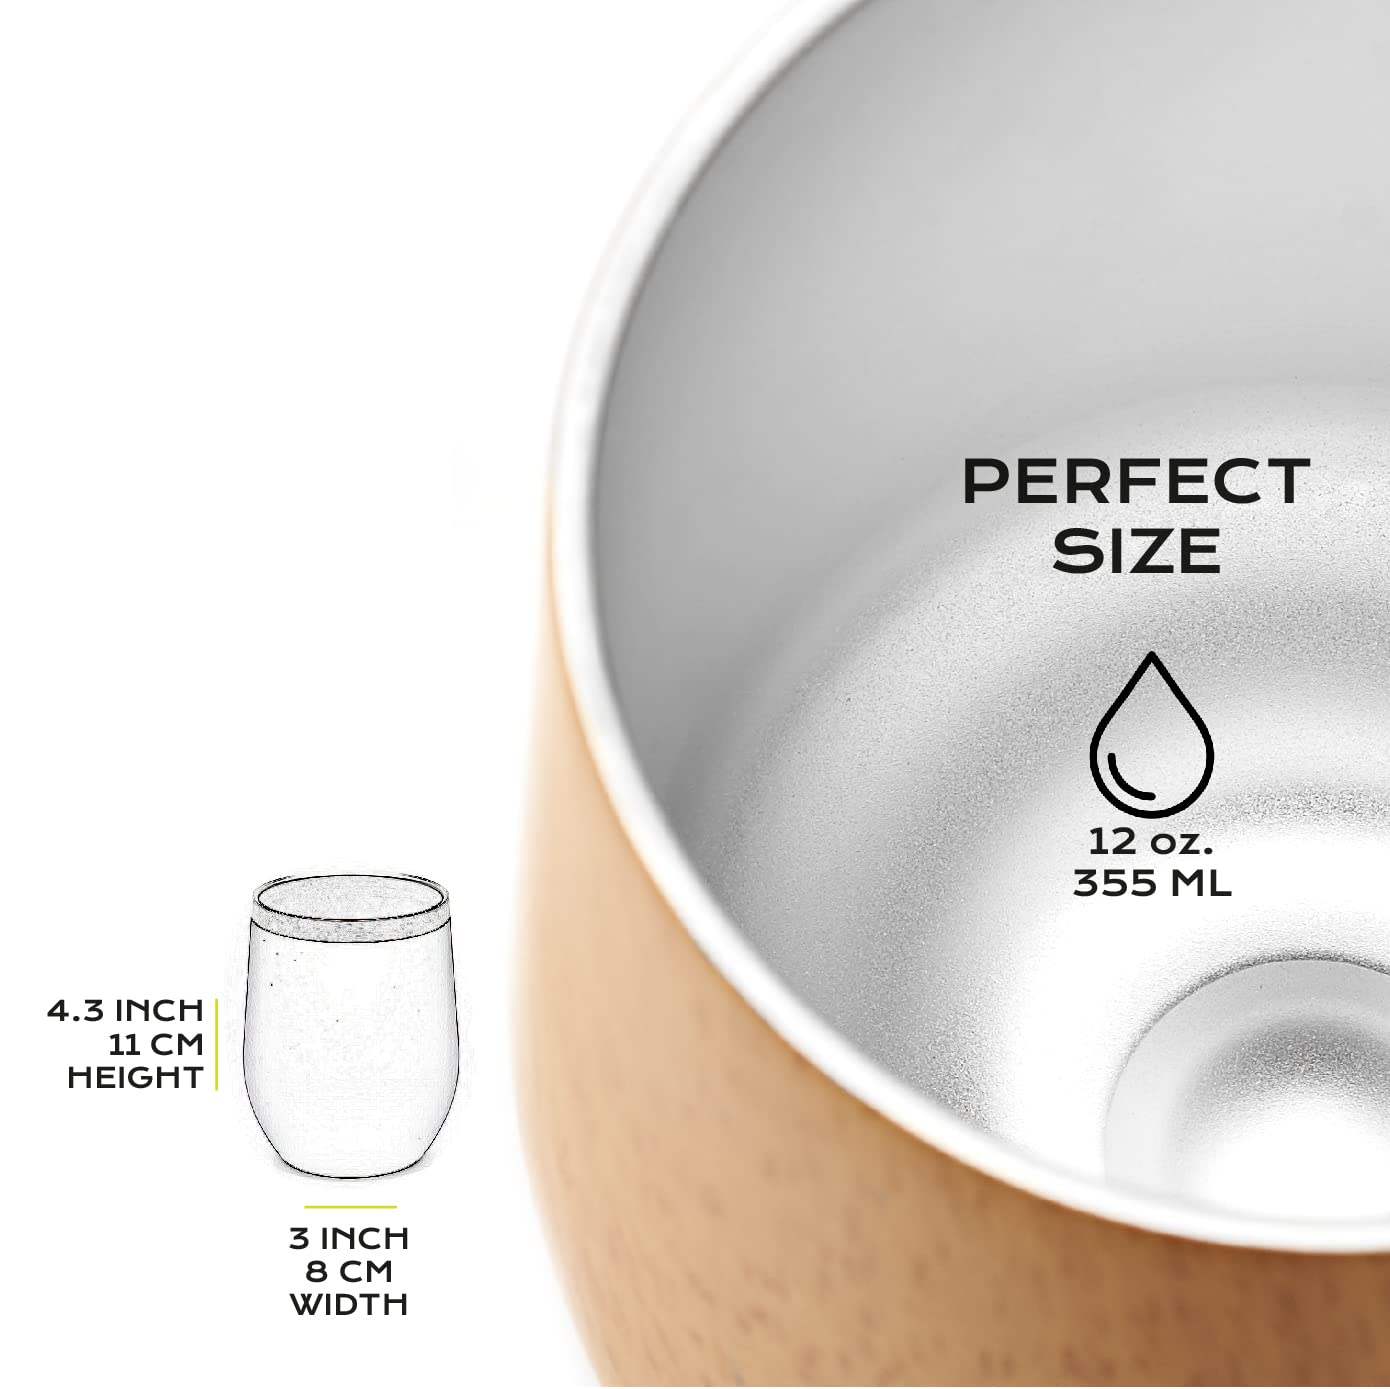 PERFECT
SIZE
12 oz.
355 ML
4.3 INCH
11 CM
HEIGHT
3 INCH
8 CM
WIDTH